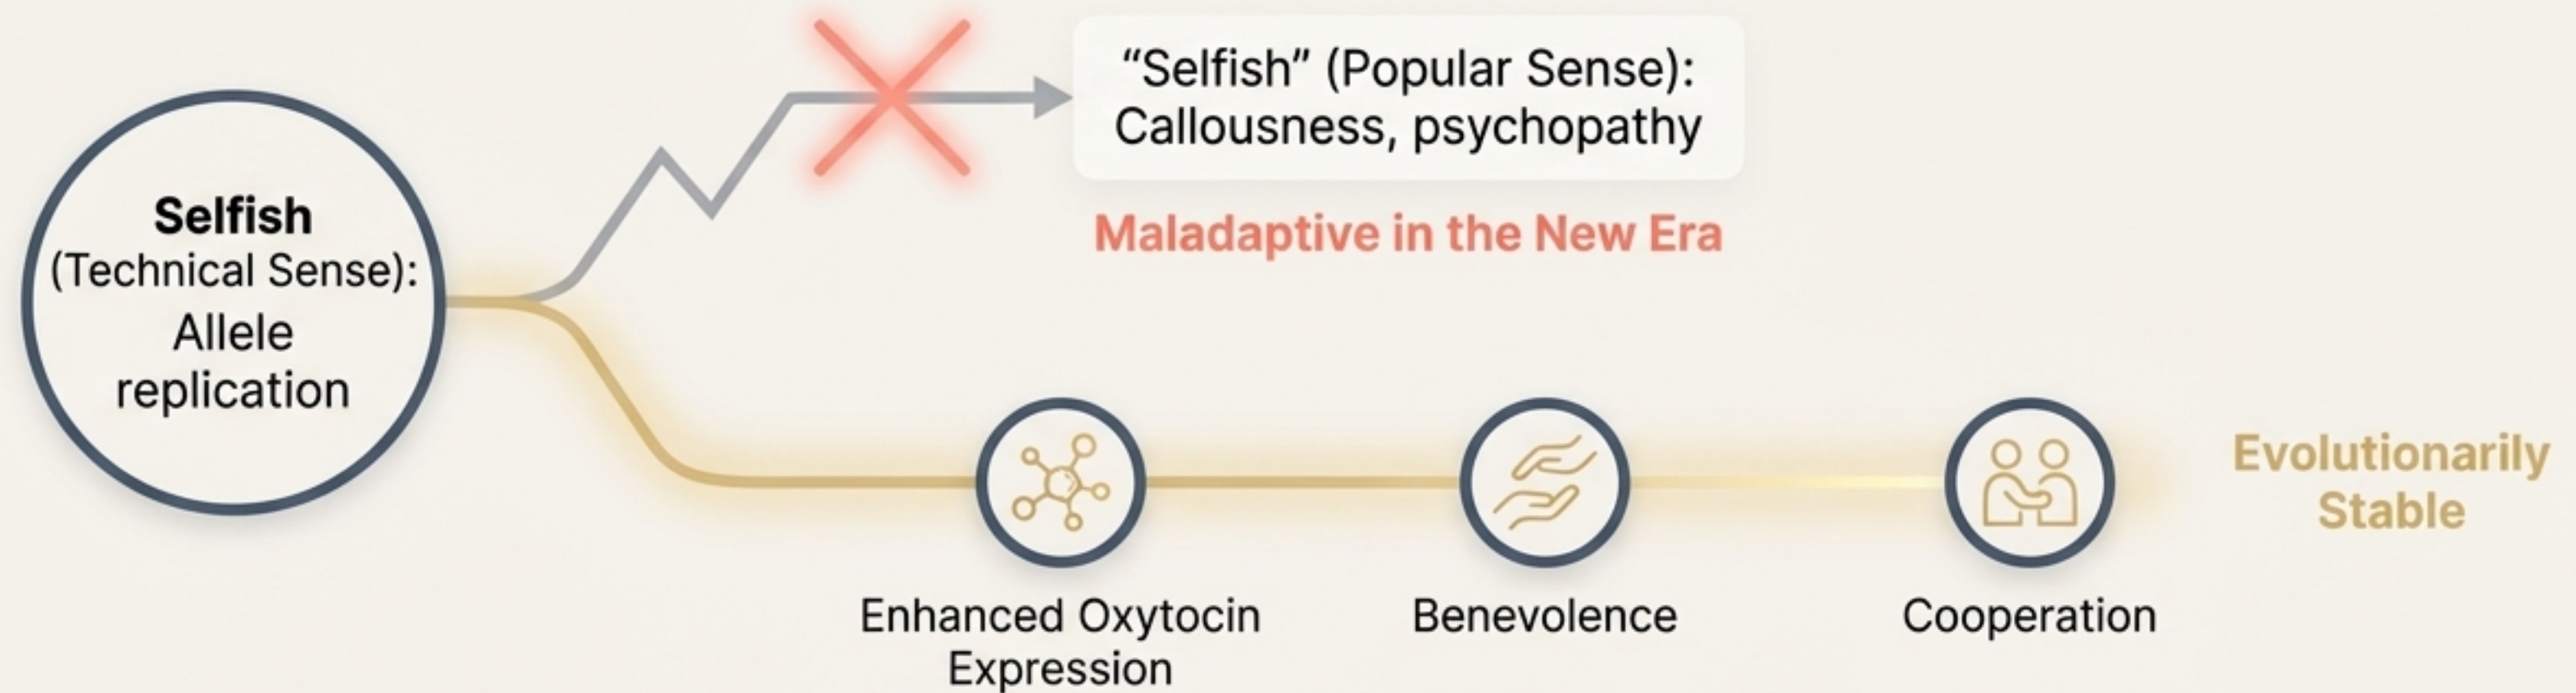 Selfish
(Technical Sense):
Allele
replication
“Selfish” (Popular Sense):
Callousness, psychopathy
Maladaptive in the New Era
Enhanced Oxytocin
Expression
Benevolence
Cooperation
Evolutionarily
Stable